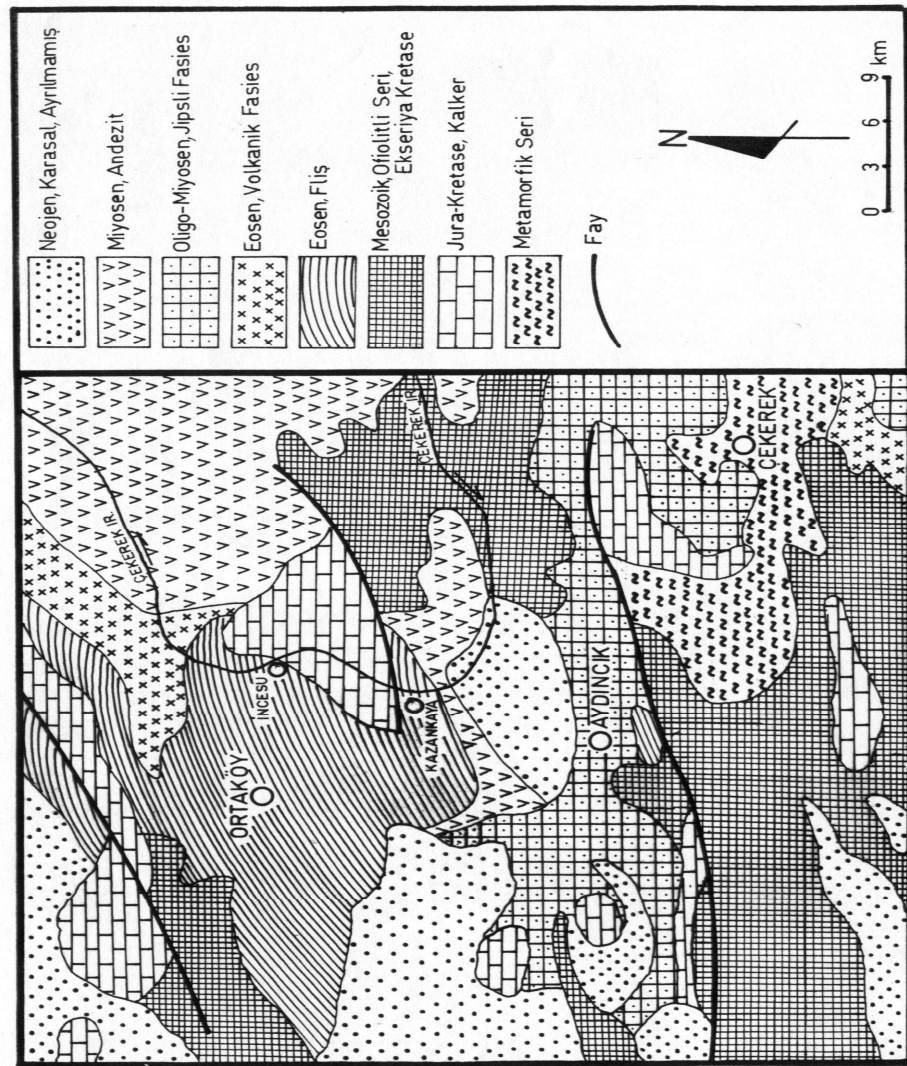 Neojen, Karasal, Ayrılmamış
Miyosen, Andezit
Oligo-Miyosen, Jipsli Fasies
Eosen, Volkanik Fasies
Eosen, Fliş
Mesozoik, Ofiolitli Seri,
Ekseriya Kretase
Jura-Kretase, Kalker
Metamorfik Seri
Fay
N
0 3 6 9
km
ÇEKEREK IR.
ÇEKEREK IR.
İNCESU
ORTAKÖY
KAZANKAYA
AYDINCIK
ÇEKEREK